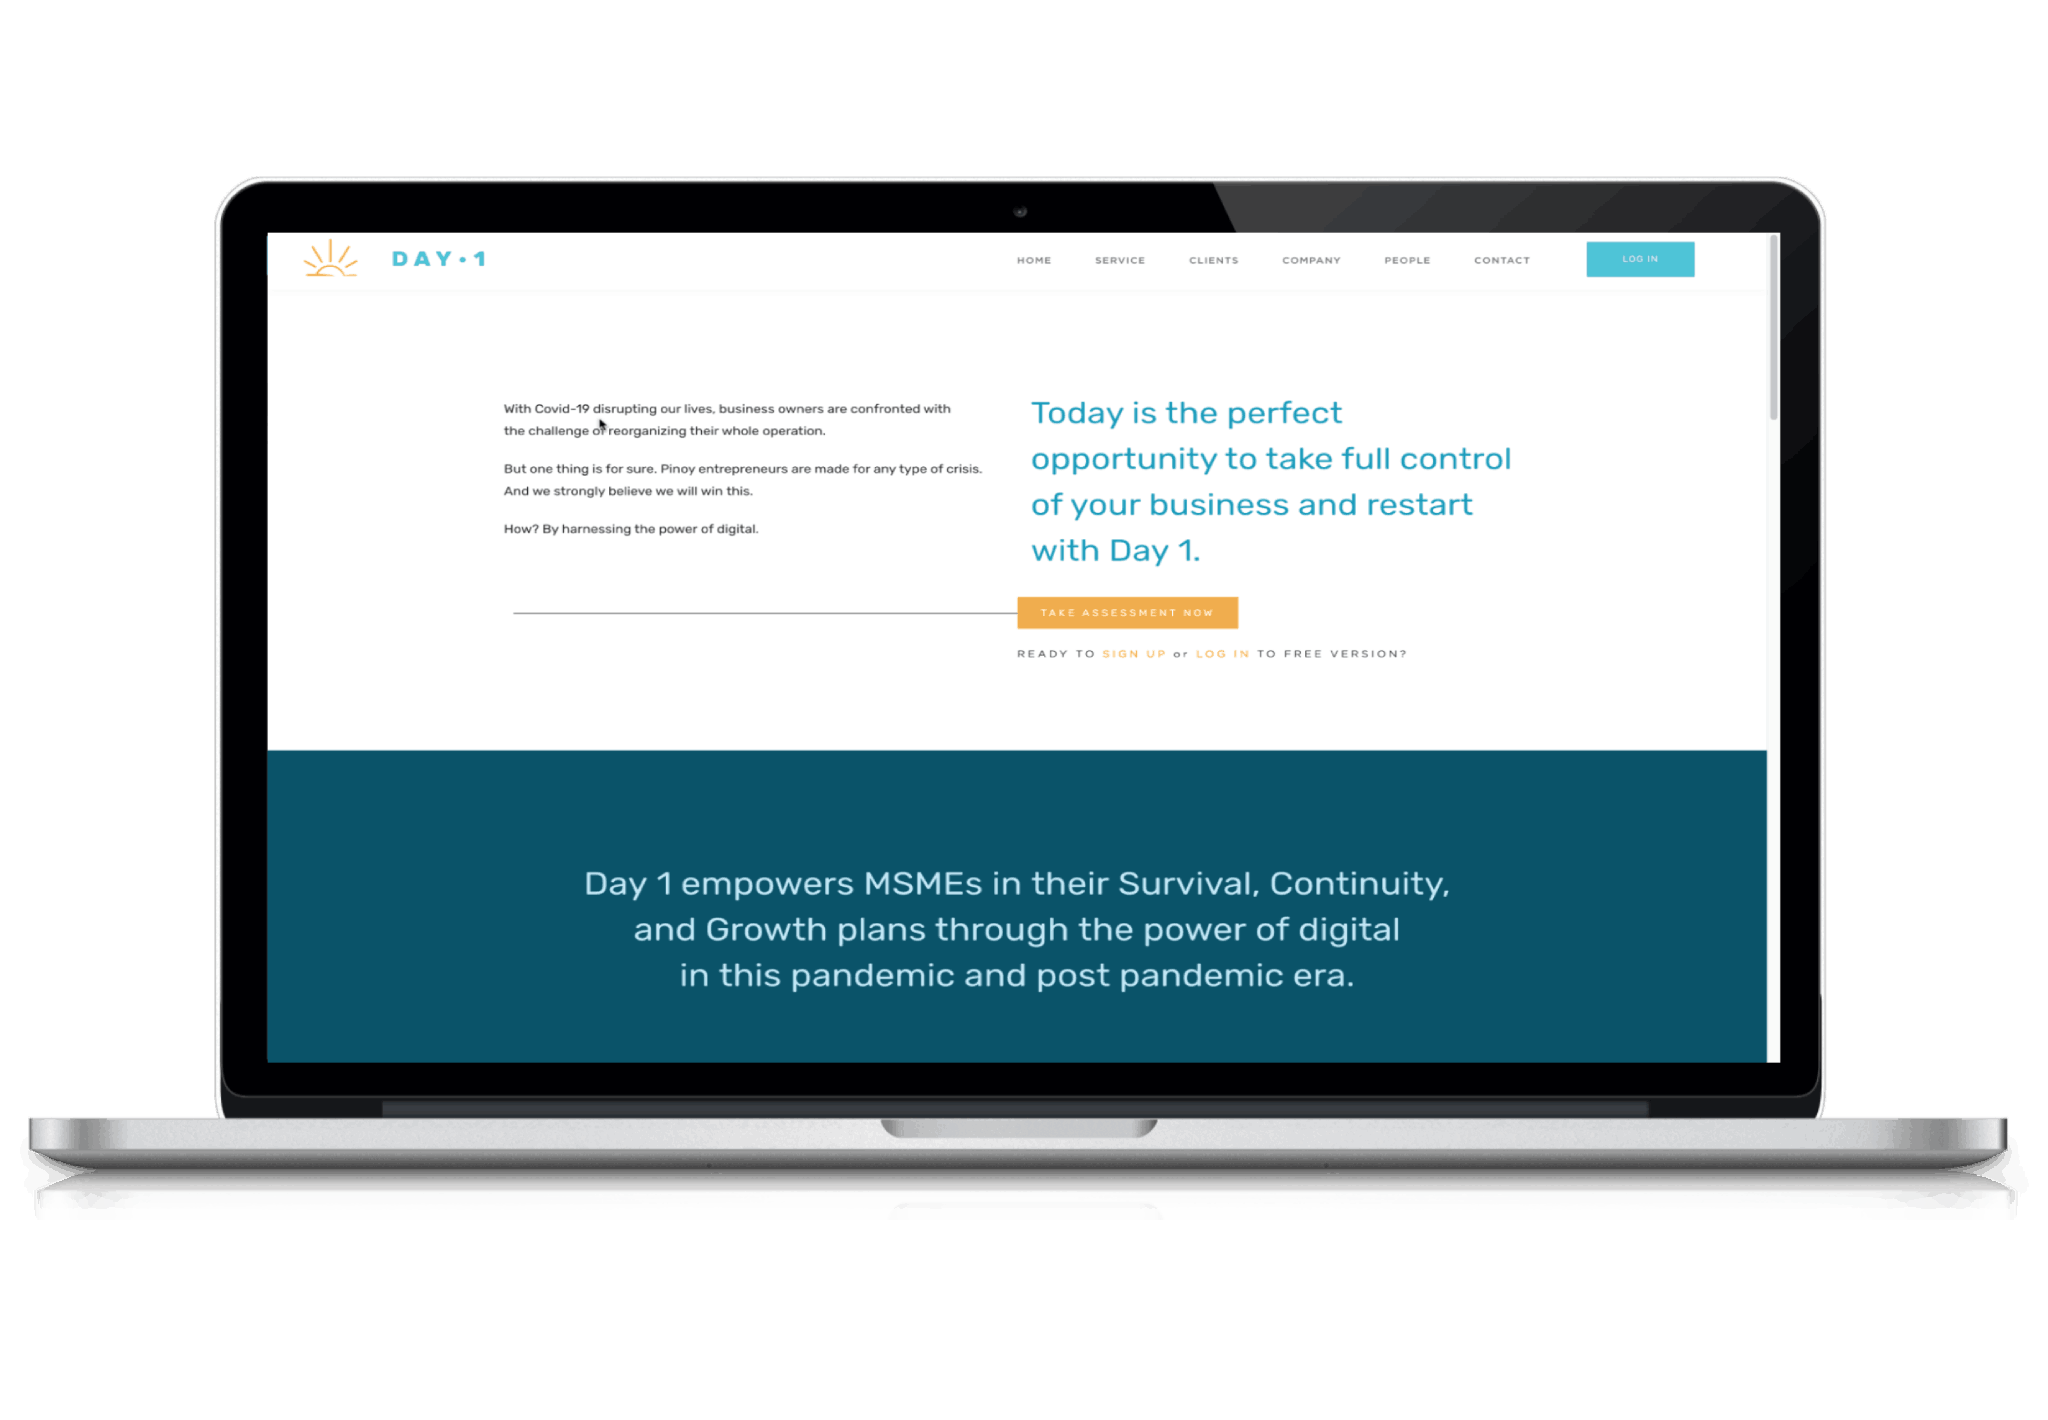 DAY • 1
HOME SERVICE CLIENTS COMPANY PEOPLE CONTACT LOG IN
With Covid-19 disrupting our lives, business owners are confronted with
the challenge of reorganizing their whole operation.
But one thing is for sure. Pinoy entrepreneurs are made for any type of crisis.
And we strongly believe we will win this.
How? By harnessing the power of digital.
Today is the perfect
opportunity to take full control
of your business and restart
with Day 1.
TAKE ASSESSMENT NOW
READY TO SIGN UP or LOG IN TO FREE VERSION?
Day 1 empowers MSMEs in their Survival, Continuity,
and Growth plans through the power of digital
in this pandemic and post pandemic era.